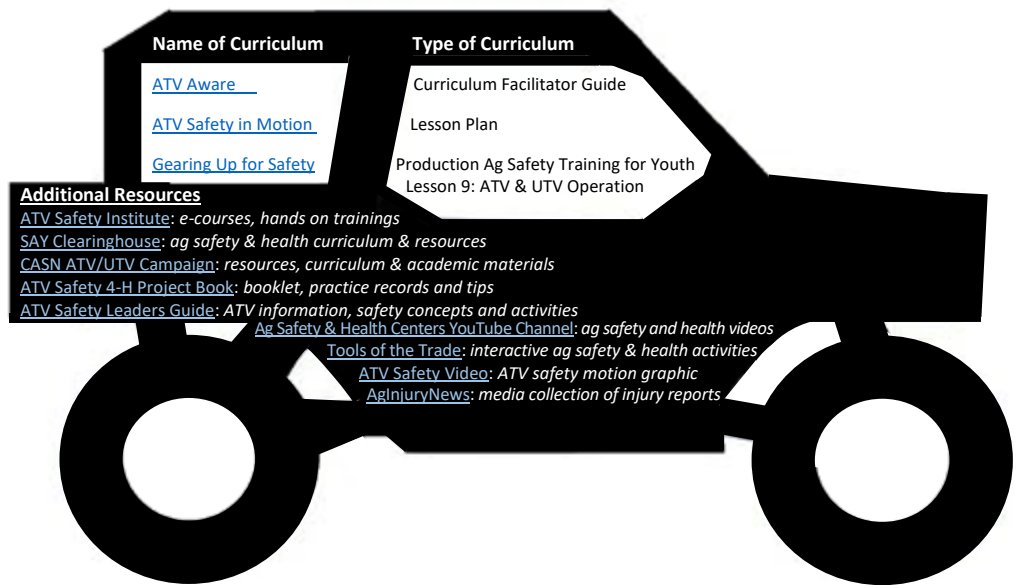 Name of Curriculum Type of Curriculum
ATV Aware Curriculum Facilitator Guide
ATV Safety in Motion Lesson Plan
Gearing Up for Safety Production Ag Safety Training for Youth
Lesson 9: ATV & UTV Operation
Additional Resources
ATV Safety Institute: e-courses, hands on trainings
SAY Clearinghouse: ag safety & health curriculum & resources
CASN ATV/UTV Campaign: resources, curriculum & academic materials
ATV Safety 4-H Project Book: booklet, practice records and tips
ATV Safety Leaders Guide: ATV information, safety concepts and activities
Ag Safety & Health Centers YouTube Channel: ag safety and health videos
Tools of the Trade: interactive ag safety & health activities
ATV Safety Video: ATV safety motion graphic
AgInjuryNews: media collection of injury reports